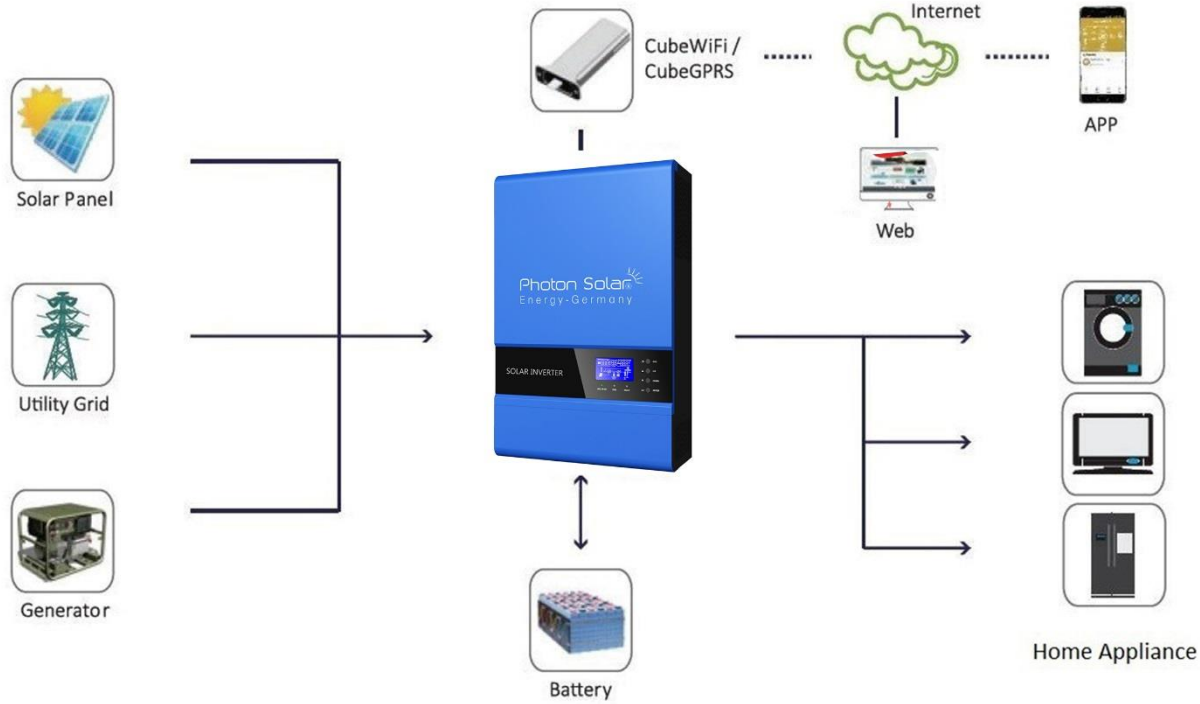 Internet
CubeWiFi /
CubeGPRS
APP
Solar Panel
Web
Photon Solar®
Energy-Germany
SOLAR INVERTER
Utility Grid
Generator
Home Appliance
Battery